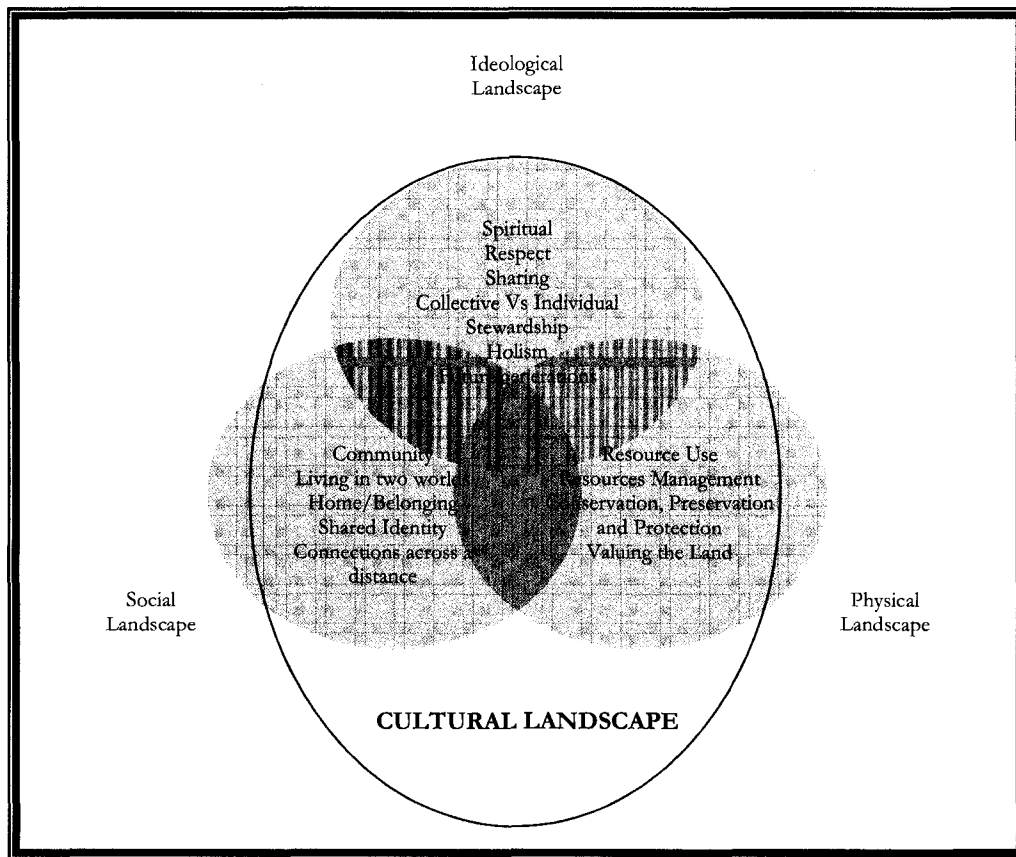 Ideological
Landscape
Spiritual
Respect
Sharing
Collective Vs Individual
Stewardship
Holism
Future generations
Community
Living in two worlds
Home/Belonging
Shared Identity
Connections across a
distance
Resource Use
Resources Management
Conservation, Preservation
and Protection
Valuing the Land
Social
Landscape
Physical
Landscape
CULTURAL LANDSCAPE